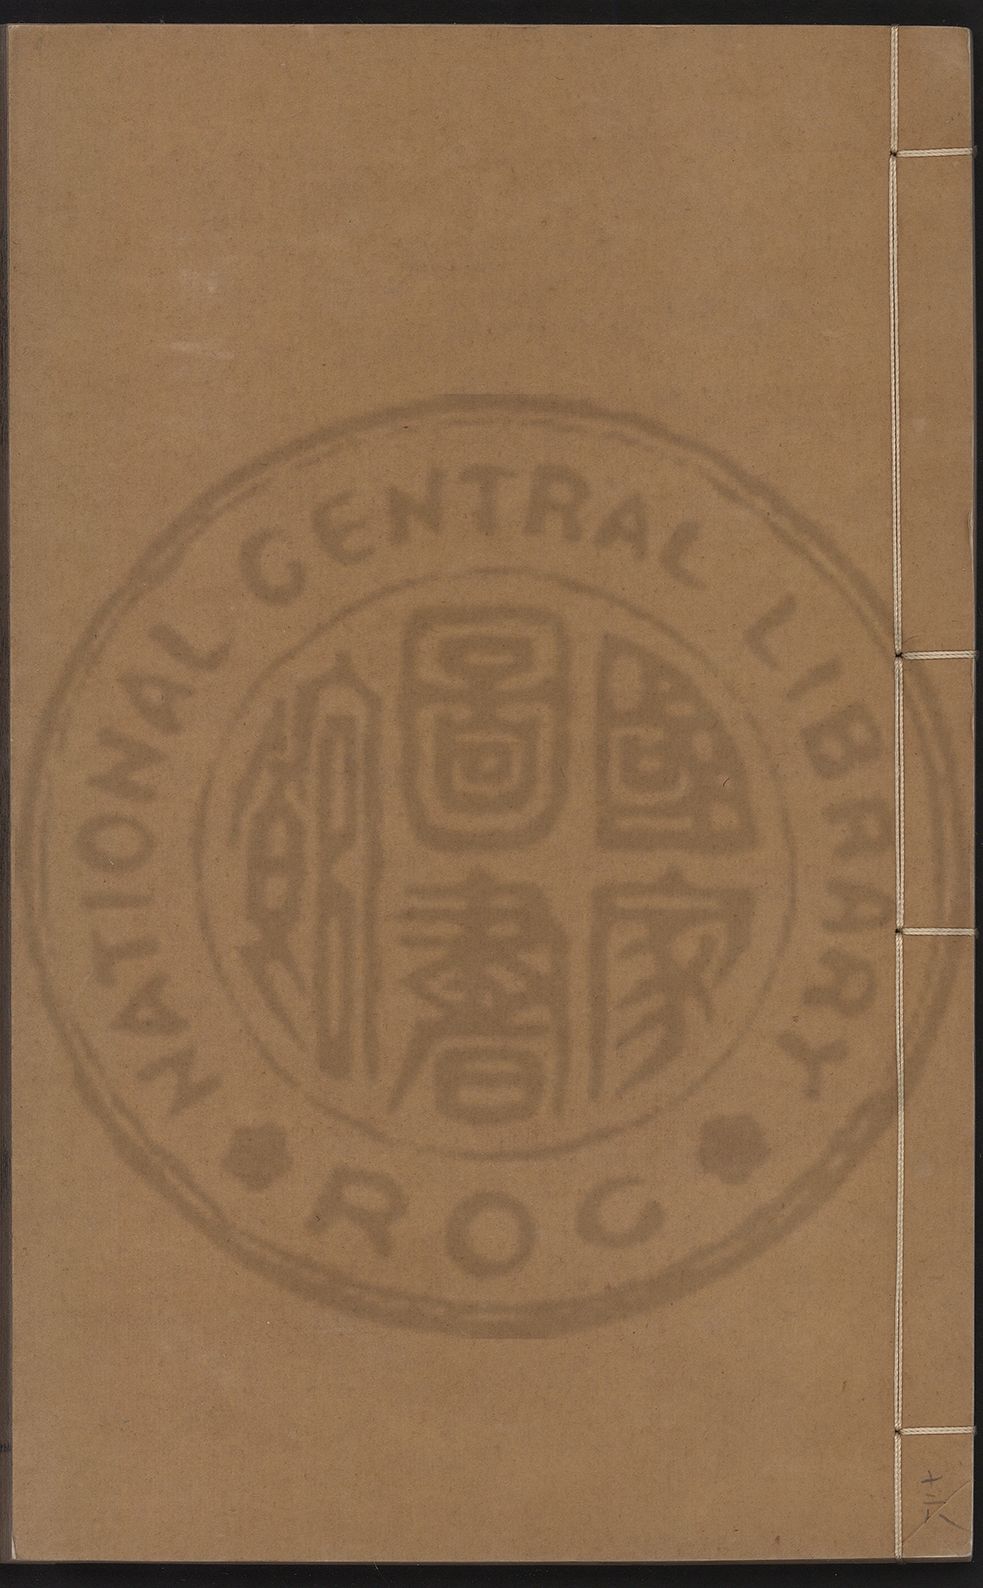 NATIONAL CENTRAL LIBRARY
國家
圖書
館
ROC